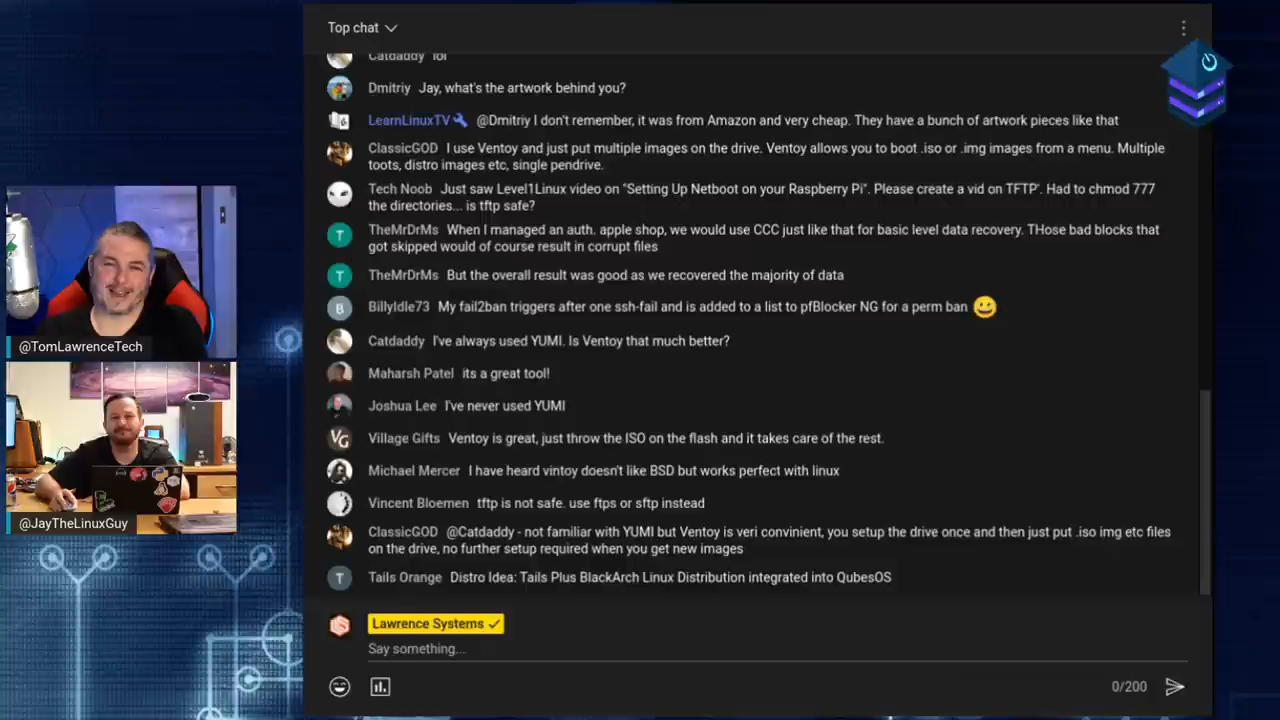 Top chat
Catdaddy lol
Dmitriy Jay, what's the artwork behind you?
LearnLinuxTV @Dmitriy I don't remember, it was from Amazon and very cheap. They have a bunch of artwork pieces like that
ClassicGOD I use Ventoy and just put multiple images on the drive. Ventoy allows you to boot .iso or .img images from a menu. Multiple
toots, distro images etc, single pendrive.
Tech Noob Just saw Level1Linux video on "Setting Up Netboot on your Raspberry Pi". Please create a vid on TFTP'. Had to chmod 777
the directories... is tftp safe?
TheMrDrMs When I managed an auth. apple shop, we would use CCC just like that for basic level data recovery. THose bad blocks that
got skipped would of course result in corrupt files
TheMrDrMs But the overall result was good as we recovered the majority of data
BillyIdle73 My fail2ban triggers after one ssh-fail and is added to a list to pfBlocker NG for a perm ban 😀
Catdaddy I've always used YUMI. Is Ventoy that much better?
Maharsh Patel its a great tool!
Joshua Lee I've never used YUMI
Village Gifts Ventoy is great, just throw the ISO on the flash and it takes care of the rest.
Michael Mercer I have heard vintoy doesn't like BSD but works perfect with linux
Vincent Bloemen tftp is not safe. use ftps or sftp instead
ClassicGOD @Catdaddy - not familiar with YUMI but Ventoy is veri convinient, you setup the drive once and then just put .iso img etc files
on the drive, no further setup required when you get new images
Tails Orange Distro Idea: Tails Plus BlackArch Linux Distribution integrated into QubesOS
Lawrence Systems
Say something...
0/200
@TomLawrenceTech
@JayTheLinuxGuy
T
T
B
VG
T